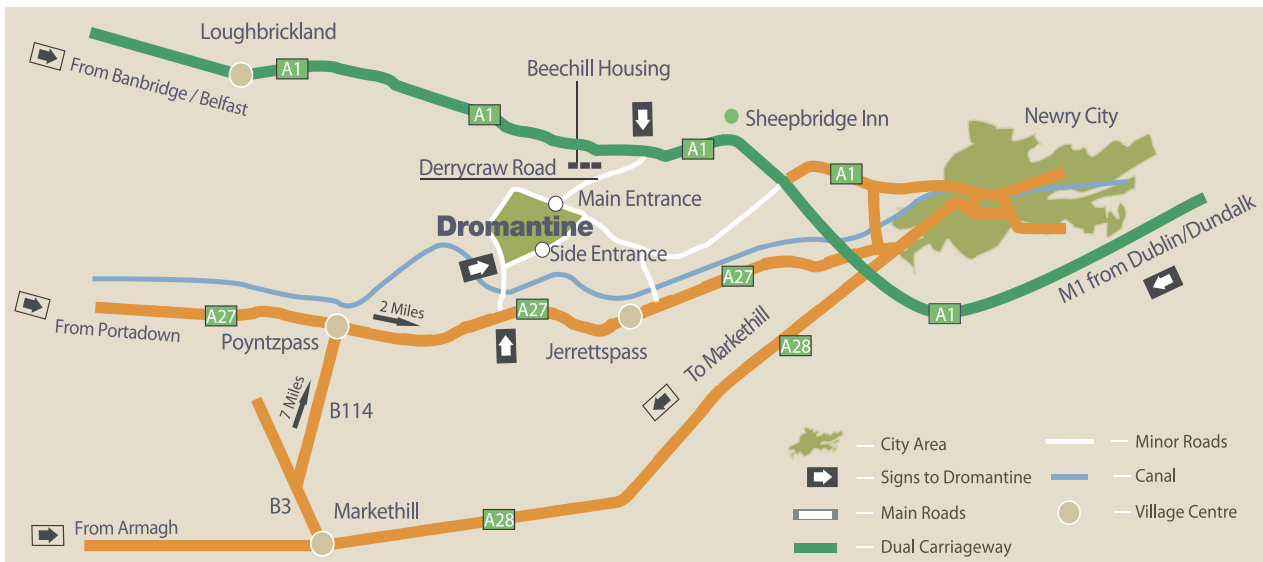 Loughbrickland
A1
From Banbridge / Belfast
Beechill Housing
A1
A1
Sheepbridge Inn
Newry City
Derrycraw Road
A1
Main Entrance
Dromantine
Side Entrance
M1 from Dublin/Dundalk
A27
2 Miles
A27
A27
A1
From Portadown
Poyntzpass
Jerrettspass
To Markethill
A28
7 Miles
B114
B3
Markethill
A28
From Armagh
City Area
Signs to Dromantine
Main Roads
Dual Carriageway
Minor Roads
Canal
Village Centre